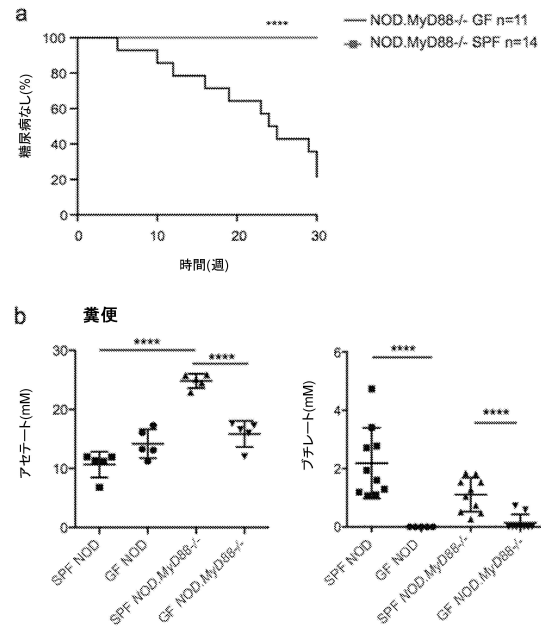 a
****
NOD.MyD88-/- GF n=11
NOD.MyD88-/- SPF n=14
100
80
60
40
20
0
糖尿病なし(%)
0
10
20
30
時間(週)
b
糞便
****
****
30
20
10
0
アセテート(mM)
SPF NOD
GF NOD
SPF NOD.MyD88-/-
GF NOD.MyD88-/-
****
****
6
4
2
0
ブチレート(mM)
SPF NOD
GF NOD
SPF NOD.MyD88-/-
GF NOD.MyD88-/-